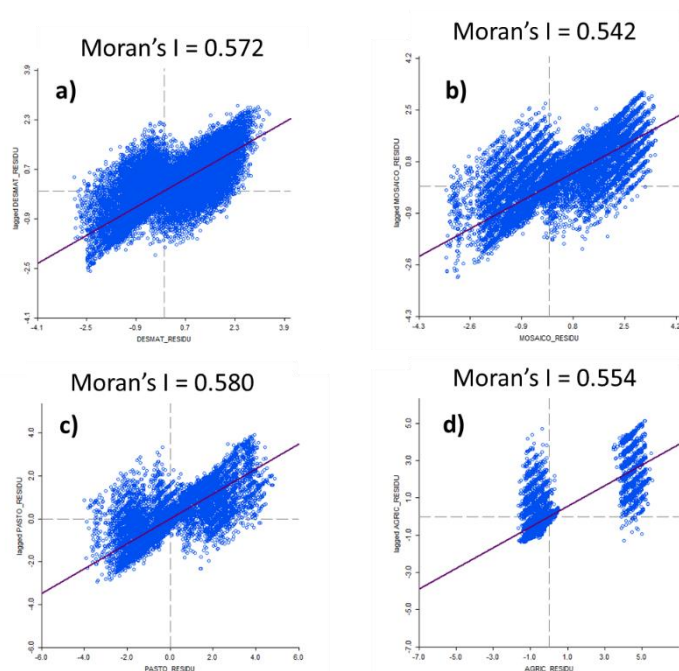 Moran's I = 0.572
a)
3.9
2.3
0.7
-0.9
-2.5
-4.1
lagged DESMAT_RESIDU
-4.1 -2.5 -0.9 0.7 2.3 3.9
DESMAT_RESIDU
Moran's I = 0.542
b)
4.2
2.5
0.8
-0.9
-2.6
-4.3
lagged MOSAICO_RESIDU
-4.3 -2.6 -0.9 0.8 2.5 4.2
MOSAICO_RESIDU
Moran's I = 0.580
c)
4.0
2.0
0.0
-2.0
-4.0
-6.0
lagged PASTO_RESIDU
-6.0 -4.0 -2.0 0.0 2.0 4.0 6.0
PASTO_RESIDU
Moran's I = 0.554
d)
5.0
3.0
1.0
-1.0
-3.0
-5.0
-7.0
lagged AGRIC_RESIDU
-7.0 -5.0 -3.0 -1.0 1.0 3.0 5.0
AGRIC_RESIDU